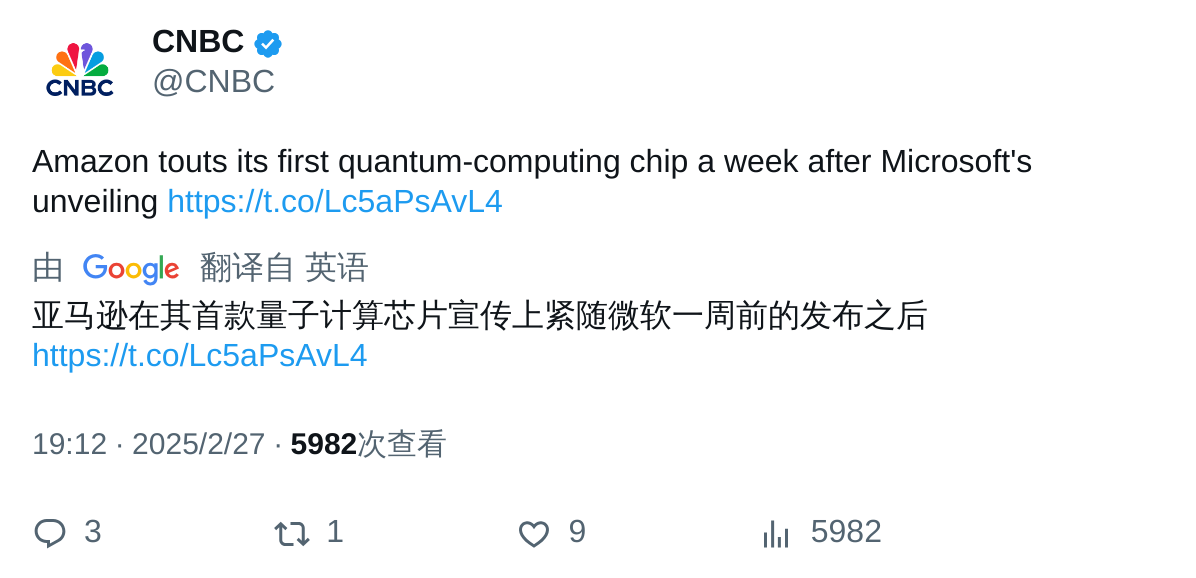 CNBC
CNBC
@CNBC
Amazon touts its first quantum-computing chip a week after Microsoft's
unveiling https://t.co/Lc5aPsAvL4
由 Google 翻译自 英语
亚马逊在其首款量子计算芯片宣传上紧随微软一周前的发布之后
https://t.co/Lc5aPsAvL4
19:12 · 2025/2/27 · 5982次查看
3 1 9 5982